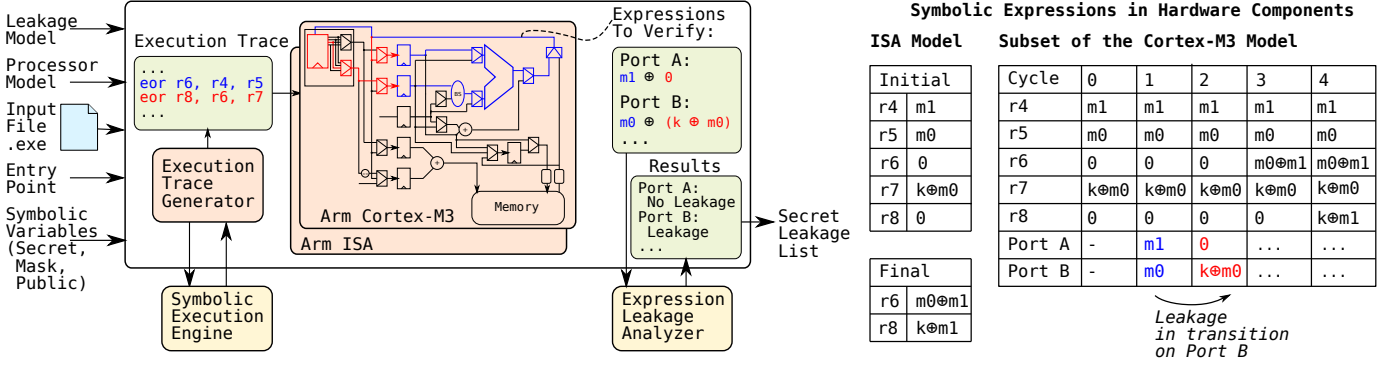 Leakage
Model
Processor
Model
Input
File
.exe
Entry
Point
Symbolic
Variables
(Secret,
Mask,
Public)
Execution Trace
...
eor r6, r4, r5
eor r8, r6, r7
...
Execution
Trace
Generator
Symbolic
Execution
Engine
BS
+
+
Memory
Arm Cortex-M3
Arm ISA
Expressions
To Verify:
Port A:
m1 ⊕ 0
Port B:
m0 ⊕ (k ⊕ m0)
...
Results
Port A:
No Leakage
Port B:
Leakage
...
Expression
Leakage
Analyzer
Secret
Leakage
List
Symbolic Expressions in Hardware Components
ISA Model
Initial
r4 m1
r5 m0
r6 0
r7 k⊕m0
r8 0
Final
r6 m0⊕m1
r8 k⊕m1
Subset of the Cortex-M3 Model
Cycle 0 1 2 3 4
r4 m1 m1 m1 m1 m1
r5 m0 m0 m0 m0 m0
r6 0 0 0 m0⊕m1 m0⊕m1
r7 k⊕m0 k⊕m0 k⊕m0 k⊕m0 k⊕m0
r8 0 0 0 0 k⊕m1
Port A - m1 0 ... ...
Port B - m0 k⊕m0 ... ...
Leakage
in transition
on Port B